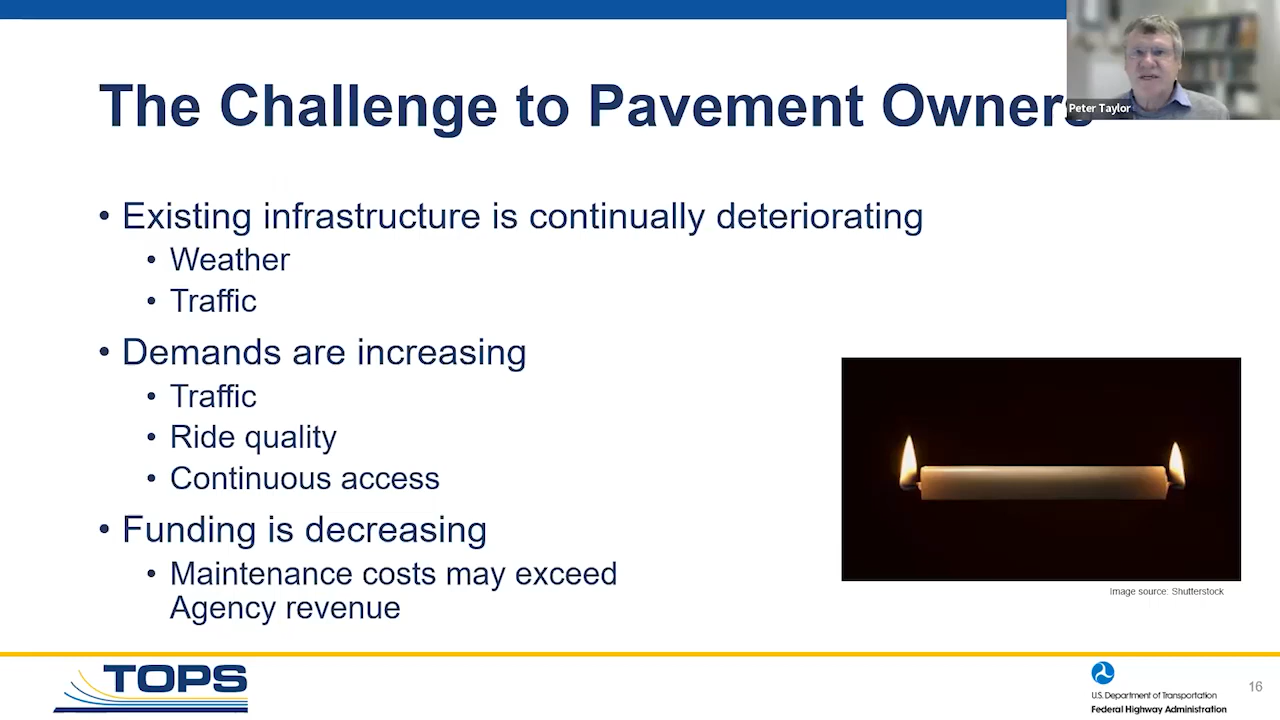 The Challenge to Pavement Owners
Peter Taylor
• Existing infrastructure is continually deteriorating
• Weather
• Traffic
• Demands are increasing
• Traffic
• Ride quality
• Continuous access
• Funding is decreasing
• Maintenance costs may exceed
Agency revenue
Image source: Shutterstock
TOPS
U.S. Department of Transportation
Federal Highway Administration
16